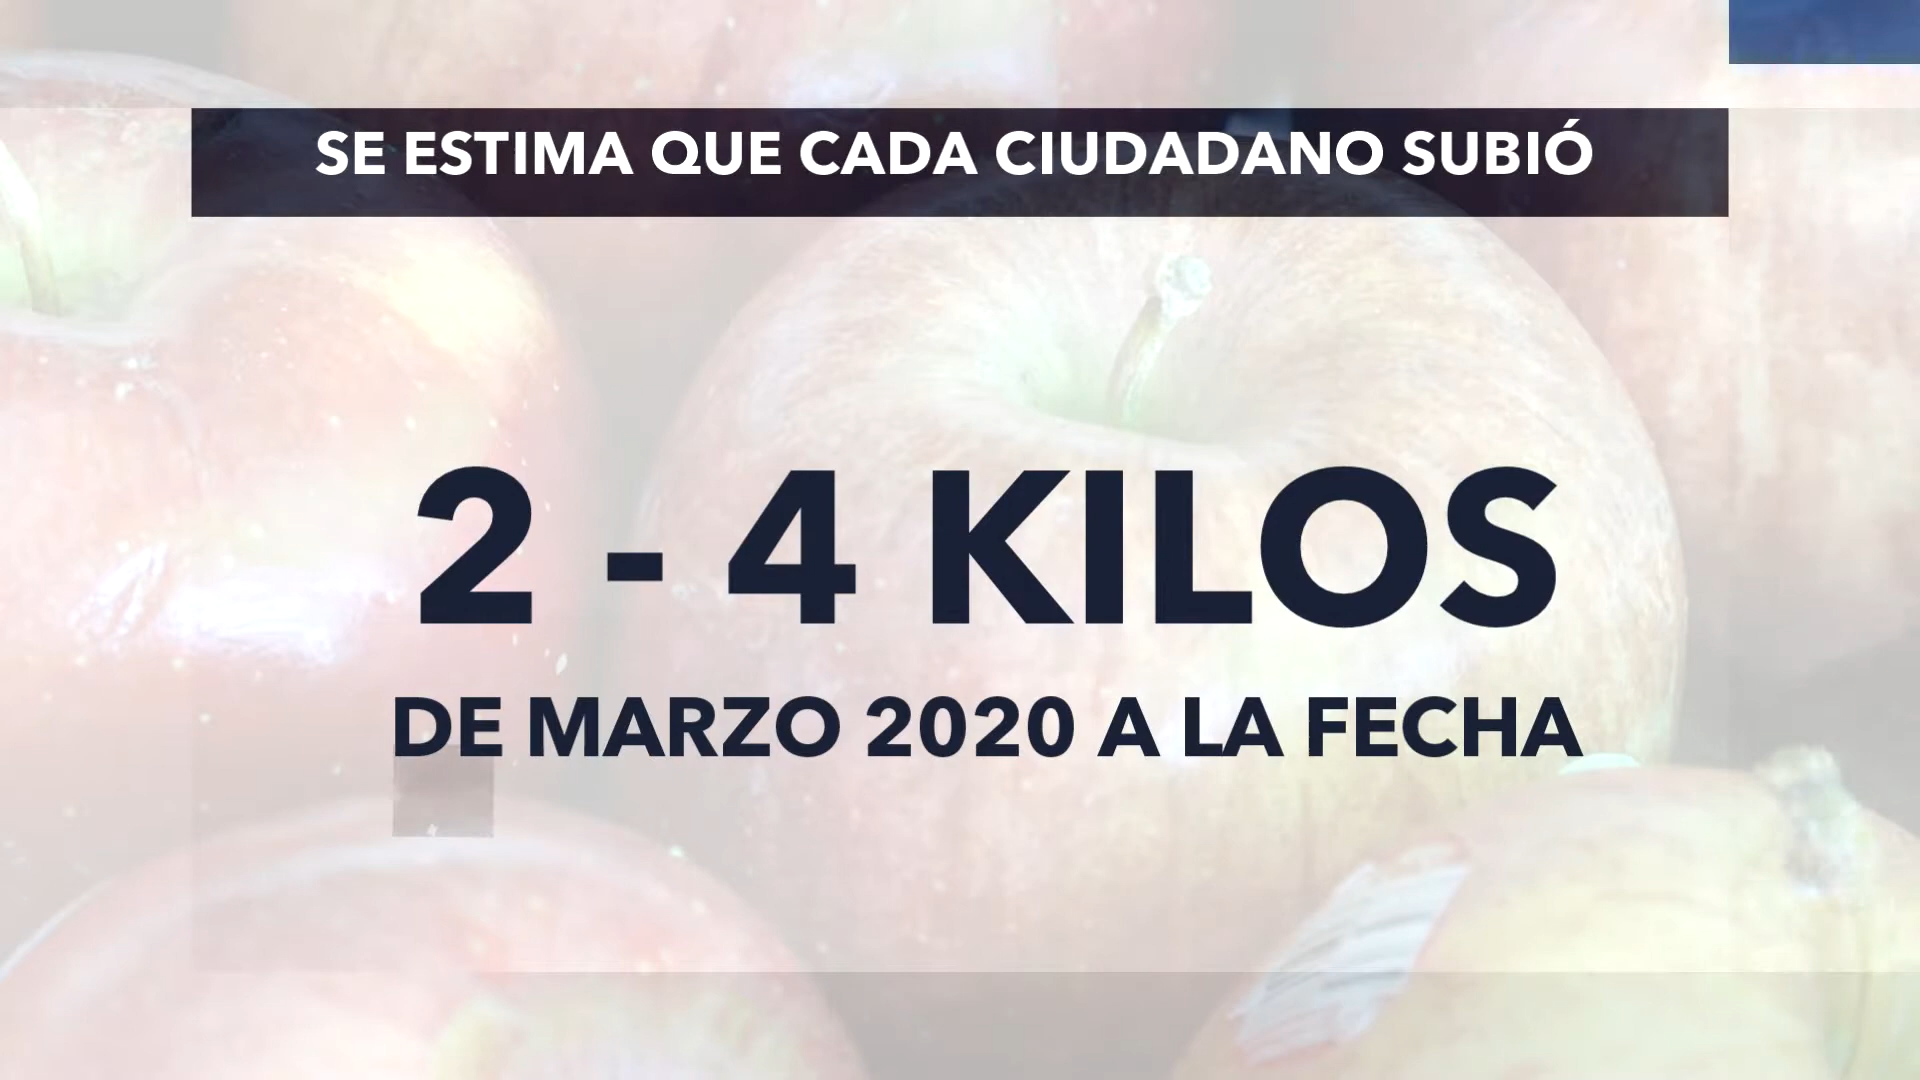 SE ESTIMA QUE CADA CIUDADANO SUBIÓ
2 - 4 KILOS
DE MARZO 2020 A LA FECHA